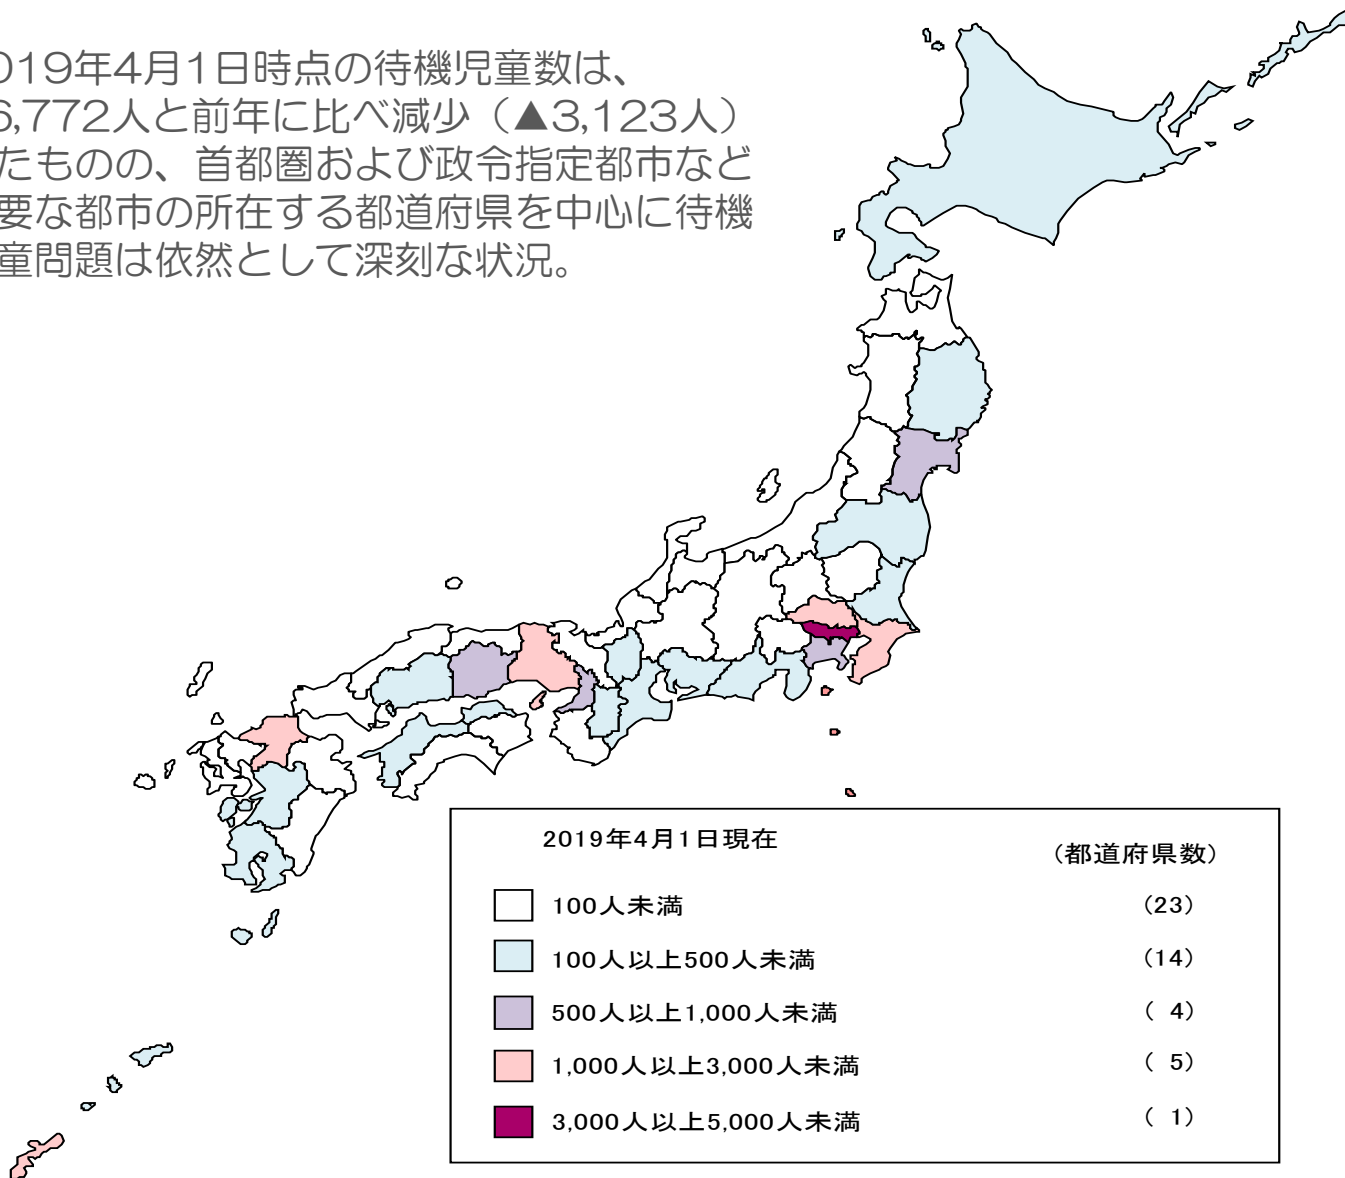 019年4月1日時点の待機児童数は、
6,772人と前年に比べ減少（▲3,123人）
たものの、首都圏および政令指定都市など
要な都市の所在する都道府県を中心に待機
童問題は依然として深刻な状況。
2019年4月1日現在
（都道府県数）
100人未満 （23）
100人以上500人未満 （14）
500人以上1,000人未満 （ 4）
1,000人以上3,000人未満 （ 5）
3,000人以上5,000人未満 （ 1）